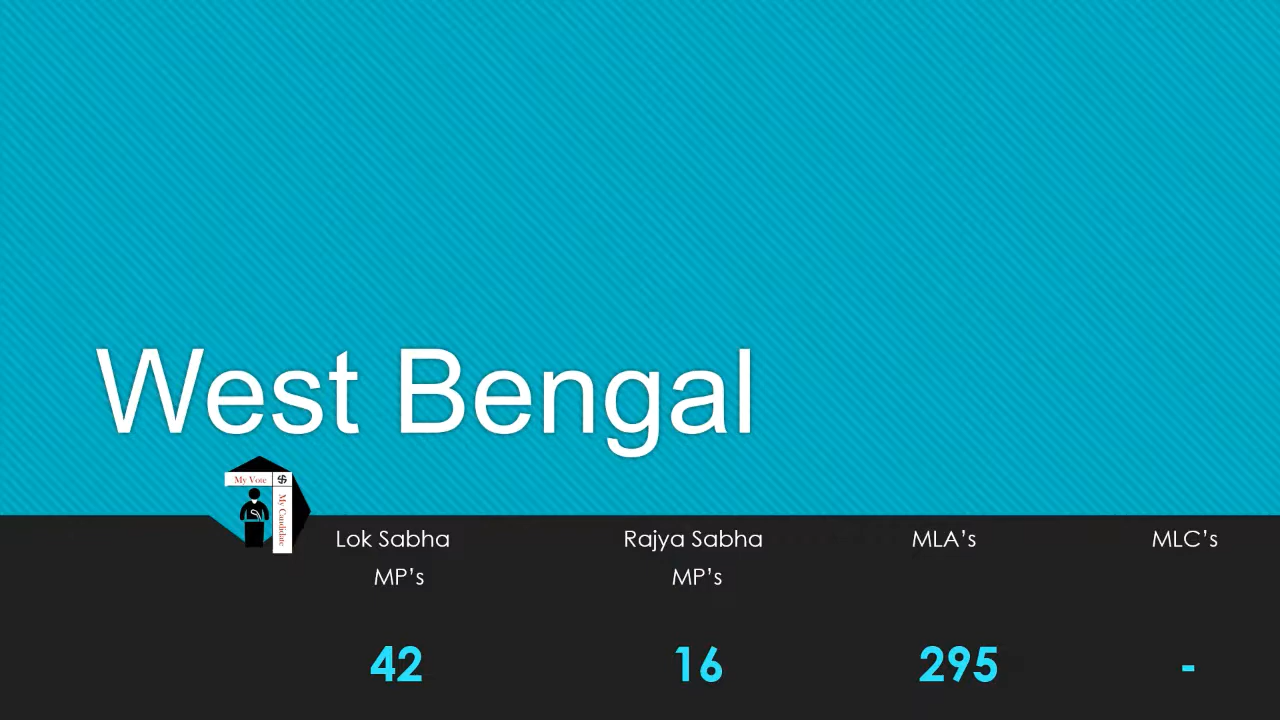 West Bengal
My Vote
My Candidate
Lok Sabha Rajya Sabha MLA’s MLC’s
MP’s MP’s
42 16 295 -